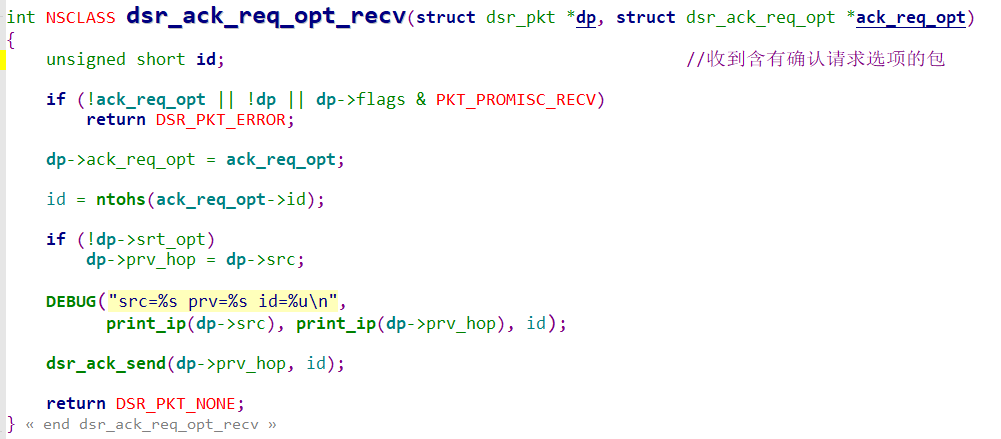 int NSCLASS dsr_ack_req_opt_recv(struct dsr_pkt *dp, struct dsr_ack_req_opt *ack_req_opt)
{
    unsigned short id;                                              //收到含有确认请求选项的包
    if (!ack_req_opt || !dp || dp->flags & PKT_PROMISC_RECV)
        return DSR_PKT_ERROR;
    dp->ack_req_opt = ack_req_opt;
    id = ntohs(ack_req_opt->id);
    if (!dp->srt_opt)
        dp->prv_hop = dp->src;
    DEBUG("src=%s prv=%s id=%u\n",
          print_ip(dp->src), print_ip(dp->prv_hop), id);
    dsr_ack_send(dp->prv_hop, id);
    return DSR_PKT_NONE;
} « end dsr_ack_req_opt_recv »